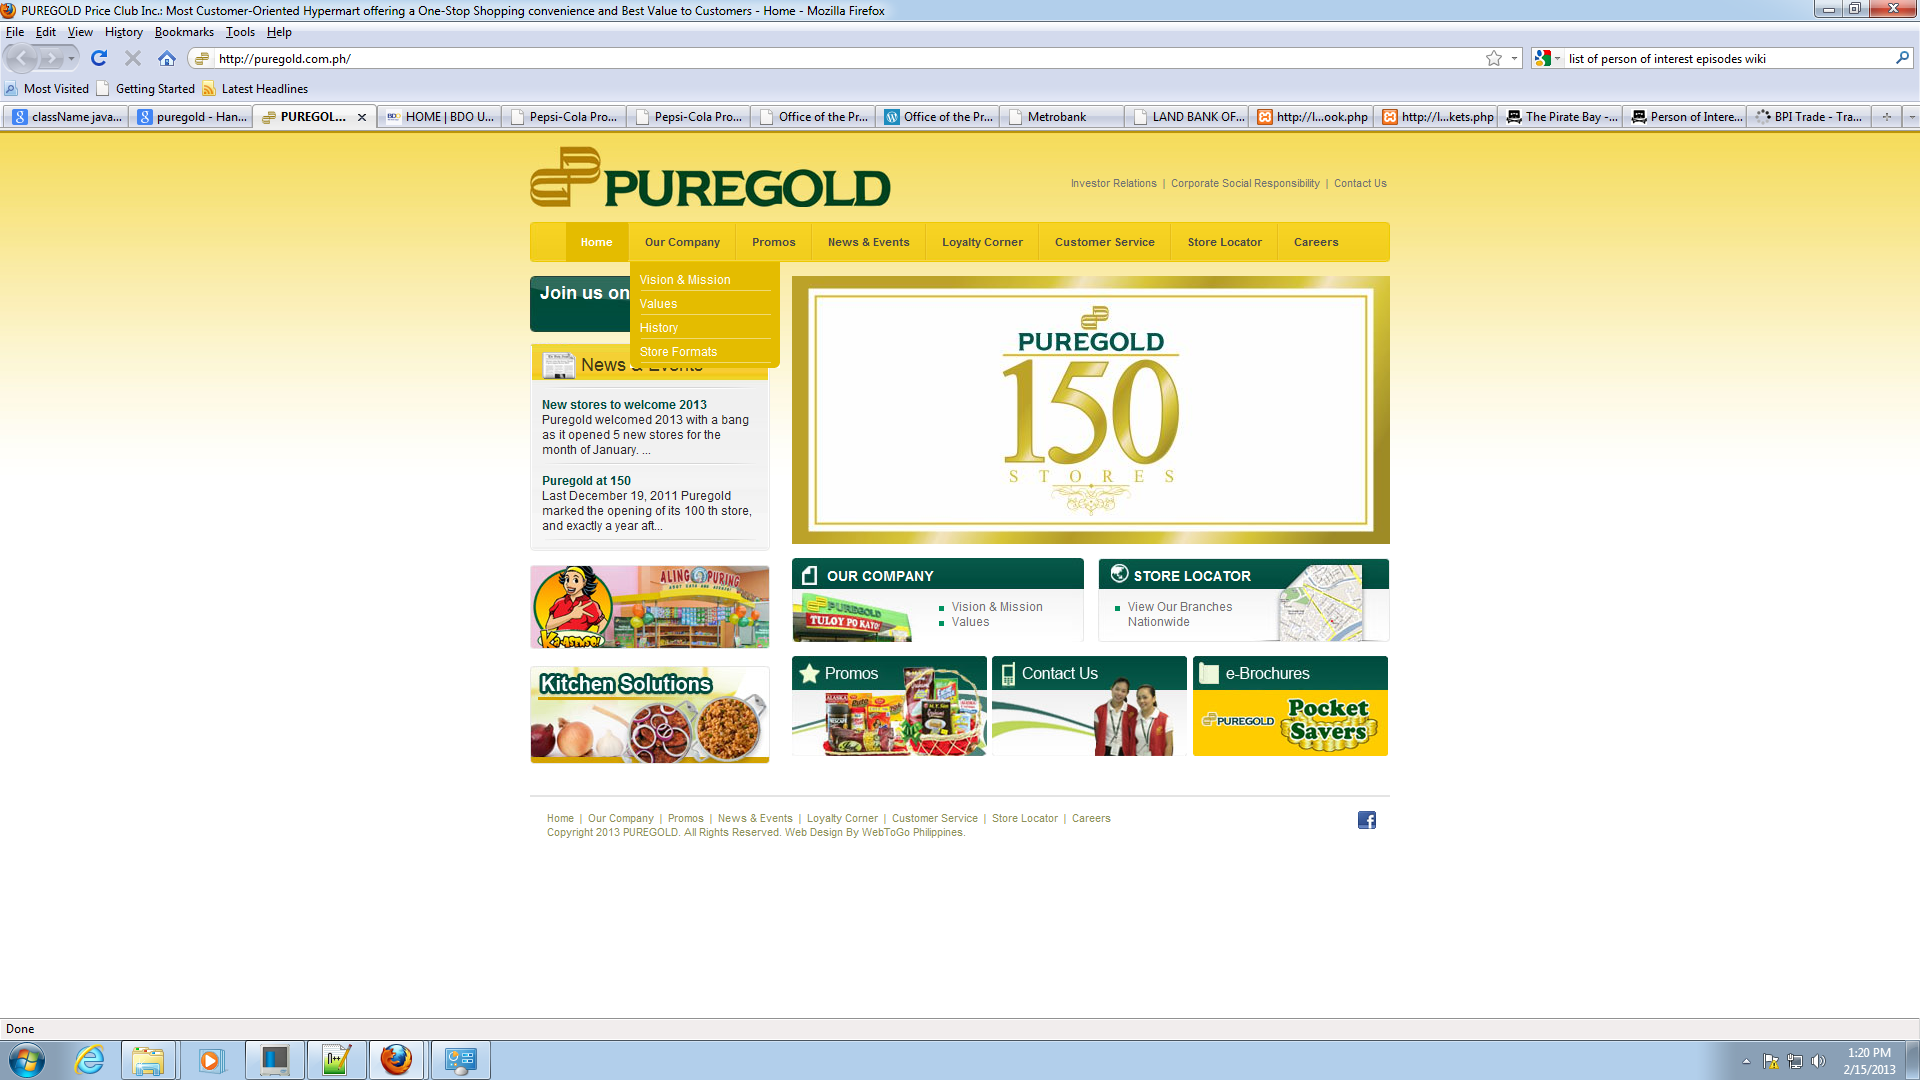 PUREGOLD Price Club Inc.: Most Customer-Oriented Hypermart offering a One-Stop Shopping convenience and Best Value to Customers - Home - Mozilla Firefox
File Edit View History Bookmarks Tools Help
http://puregold.com.ph/
list of person of interest episodes wiki
Most Visited Getting Started Latest Headlines
className java... puregold - Han... PUREGOL... HOME | BDO U... Pepsi-Cola Pro... Pepsi-Cola Pro... Office of the Pr... Office of the Pr... Metrobank LAND BANK OF... http://l...ook.php http://l...kets.php The Pirate Bay -... Person of Intere... BPI Trade - Tra...
PUREGOLD
Investor Relations | Corporate Social Responsibility | Contact Us
Home Our Company Promos News & Events Loyalty Corner Customer Service Store Locator Careers
Vision & Mission
Values
History
Store Formats
Join us on
News & Events
New stores to welcome 2013
Puregold welcomed 2013 with a bang
as it opened 5 new stores for the
month of January. ...
Puregold at 150
Last December 19, 2011 Puregold
marked the opening of its 100 th store,
and exactly a year aft...
PUREGOLD
150
STORES
ALING PURING
Ka-asenso!
Kitchen Solutions
OUR COMPANY
PUREGOLD
TULOY PO KAYO!
Vision & Mission
Values
STORE LOCATOR
View Our Branches
Nationwide
Promos
Contact Us
e-Brochures
PUREGOLD
Pocket
Savers
Home | Our Company | Promos | News & Events | Loyalty Corner | Customer Service | Store Locator | Careers
Copyright 2013 PUREGOLD. All Rights Reserved. Web Design By WebToGo Philippines.
Done
1:20 PM
2/15/2013